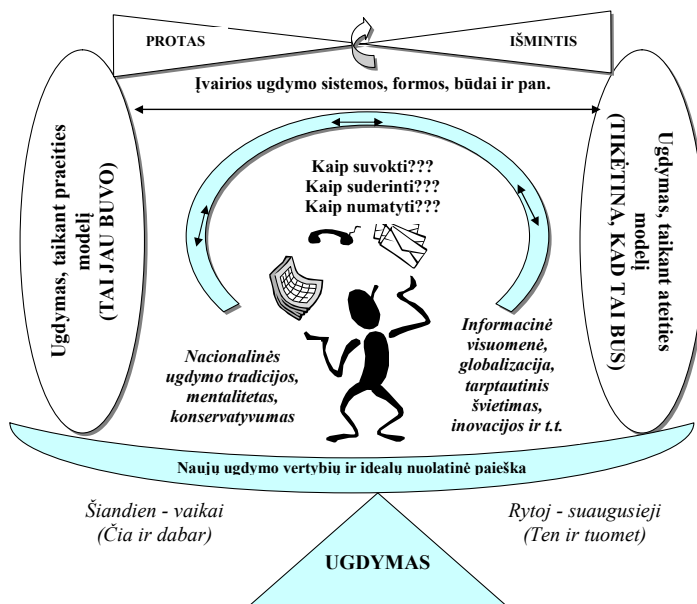 PROTAS
IŠMINTIS
Įvairios ugdymo sistemos, formos, būdai ir pan.
Ugdymas, taikant praeities
modelį
(TAI JAU BUVO)
Kaip suvokti???
Kaip suderinti???
Kaip numatyti???
Ugdymas, taikant ateities
modelį
(TIKĖTINA, KAD TAI BUS)
Nacionalinės
ugdymo tradicijos,
mentalitetas,
konservatyvumas
Informacinė
visuomenė,
globalizacija,
tarptautinis
švietimas,
inovacijos ir t.t.
Naujų ugdymo vertybių ir idealų nuolatinė paieška
Šiandien - vaikai
(Čia ir dabar)
Rytoj - suaugusieji
(Ten ir tuomet)
UGDYMAS